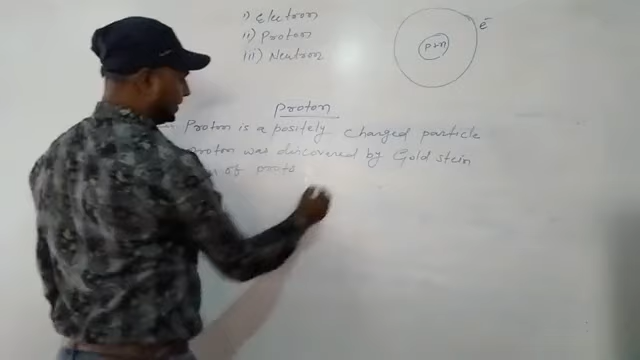 i) Electron
ii) Proton
iii) Neutron
e⁻
P+n
Proton
Proton is a positely charged particle
Proton was discovered by Gold stein
of proto